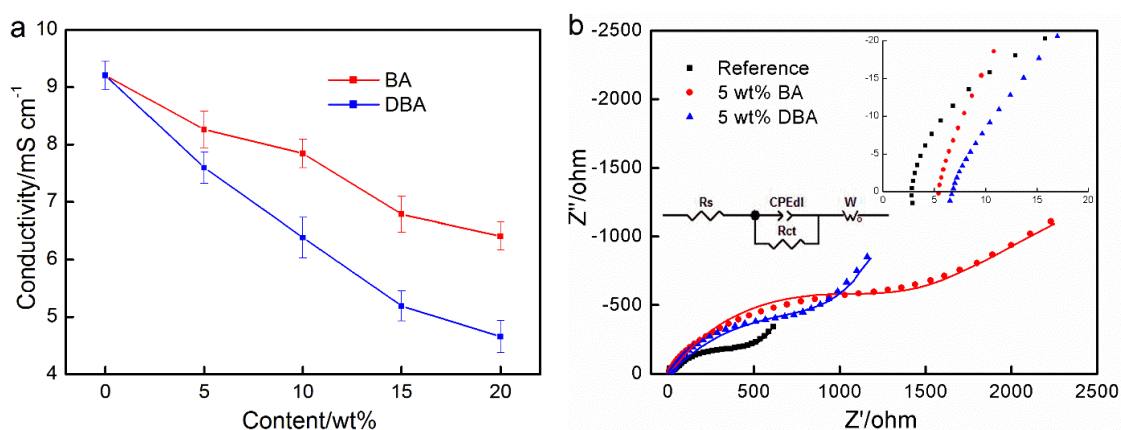 a
Conductivity/mS cm⁻¹
10
9
8
7
6
5
4
BA
DBA
0 5 10 15 20
Content/wt%
b
Z''/ohm
-2500
-2000
-1500
-1000
-500
0
Reference
5 wt% BA
5 wt% DBA
-20
-15
-10
-5
0
0 5 10 15 20
Rs CPEdl W
Rct
0 500 1000 1500 2000 2500
Z'/ohm